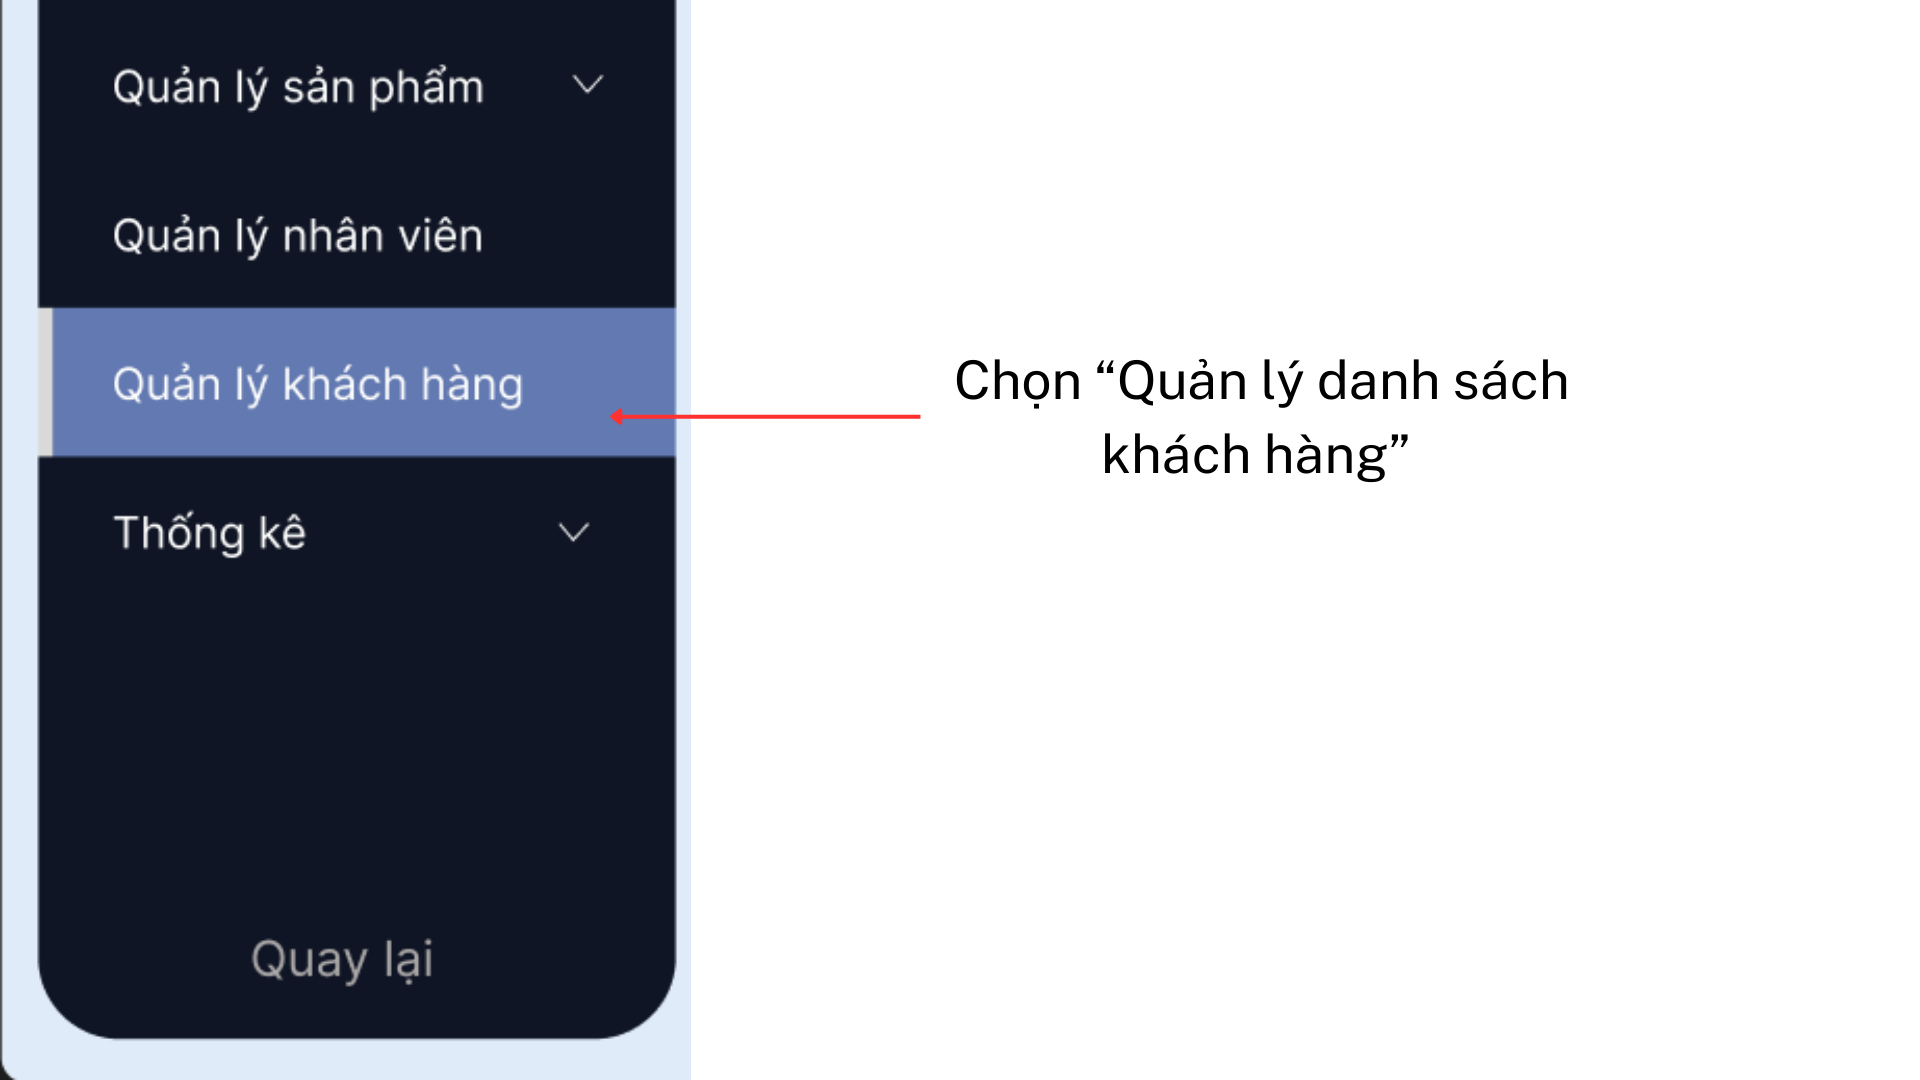 Quản lý sản phẩm
Quản lý nhân viên
Quản lý khách hàng
Thống kê
Quay lại
Chọn “Quản lý danh sách
khách hàng”